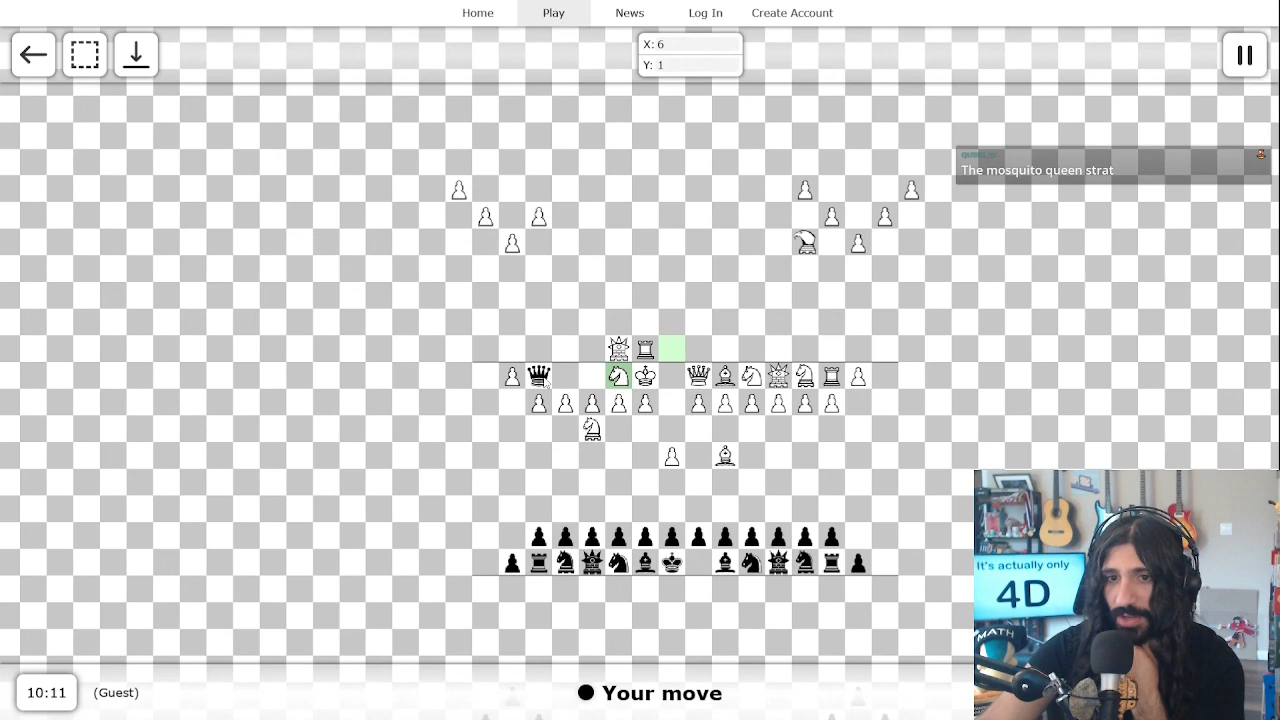 Home
Play
News
Log In
Create Account
X: 6
Y: 1
The mosquito queen strat
It's actually only
4D
MATH
10:11
(Guest)
Your move